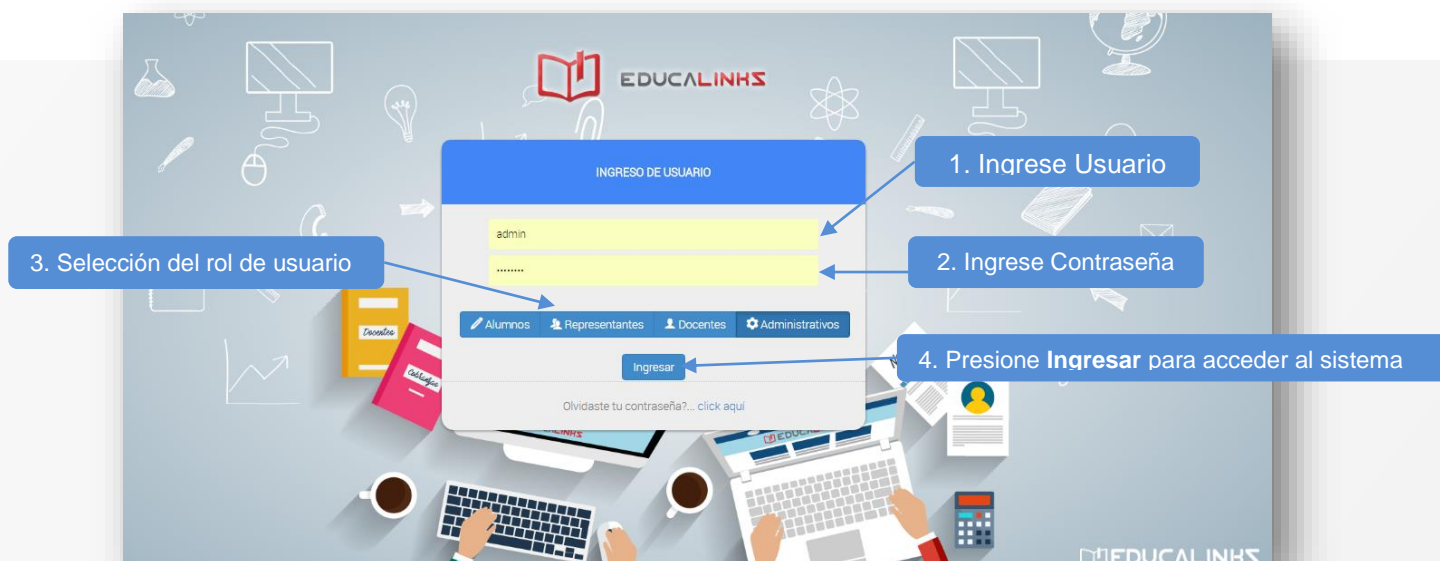 EDUCALINKS
INGRESO DE USUARIO
1. Ingrese Usuario
admin
2. Ingrese Contraseña
........
3. Selección del rol de usuario
Alumnos Representantes Docentes Administrativos
Ingresar
4. Presione Ingresar para acceder al sistema
Olvidaste tu contraseña?... click aquí
Docentes
Cobranzas
EDUCALINKS